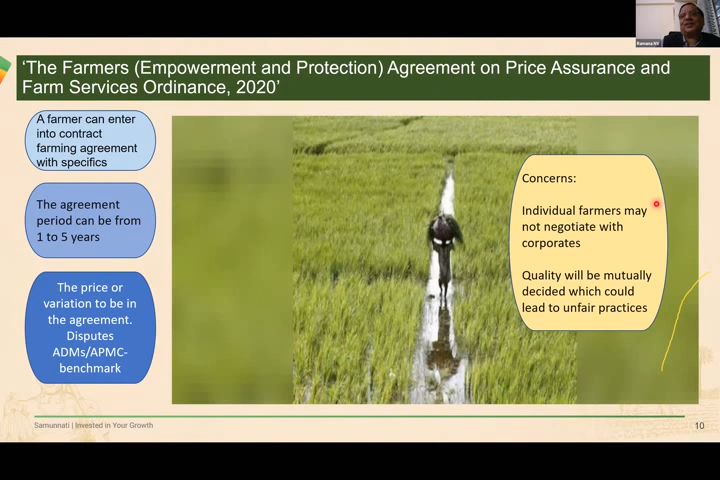 Ramana NV
‘The Farmers (Empowerment and Protection) Agreement on Price Assurance and
Farm Services Ordinance, 2020’
A farmer can enter
into contract
farming agreement
with specifics
The agreement
period can be from
1 to 5 years
The price or
variation to be in
the agreement.
Disputes
ADMs/APMC-
benchmark
Concerns:
Individual farmers may
not negotiate with
corporates
Quality will be mutually
decided which could
lead to unfair practices
Samunnati | Invested in Your Growth
10